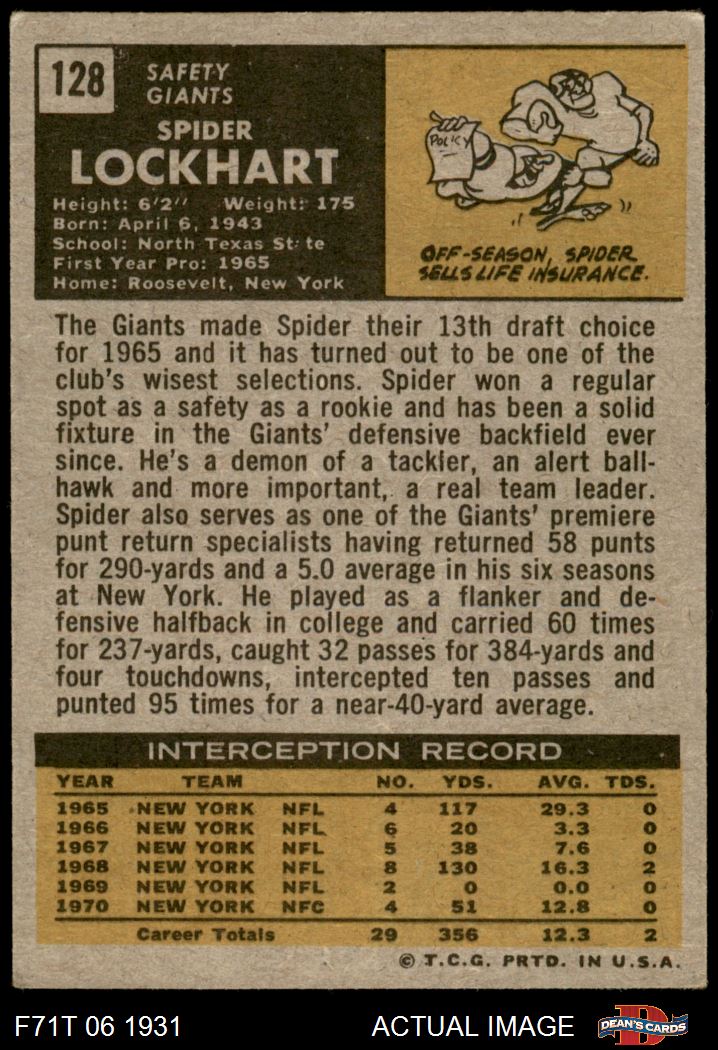 128
SAFETY
GIANTS
SPIDER
LOCKHART
Height: 6'2'' Weight: 175
Born: April 6, 1943
School: North Texas St te
First Year Pro: 1965
Home: Roosevelt, New York
POLICY
OFF-SEASON, SPIDER
SELLS LIFE INSURANCE.
The Giants made Spider their 13th draft choice
for 1965 and it has turned out to be one of the
club's wisest selections. Spider won a regular
spot as a safety as a rookie and has been a solid
fixture in the Giants' defensive backfield ever
since. He's a demon of a tackler, an alert ball-
hawk and more important, a real team leader.
Spider also serves as one of the Giants' premiere
punt return specialists having returned 58 punts
for 290-yards and a 5.0 average in his six seasons
at New York. He played as a flanker and de-
fensive halfback in college and carried 60 times
for 237-yards, caught 32 passes for 384-yards and
four touchdowns, intercepted ten passes and
punted 95 times for a near-40-yard average.
INTERCEPTION RECORD
YEAR TEAM NO. YDS. AVG. TDS.
1965 NEW YORK NFL 4 117 29.3 0
1966 NEW YORK NFL 6 20 3.3 0
1967 NEW YORK NFL 5 38 7.6 0
1968 NEW YORK NFL 8 130 16.3 2
1969 NEW YORK NFL 2 0 0.0 0
1970 NEW YORK NFC 4 51 12.8 0
Career Totals 29 356 12.3 2
© T.C.G. PRTD. IN U.S.A.
F71T 06 1931 ACTUAL IMAGE D DEAN'S CARDS